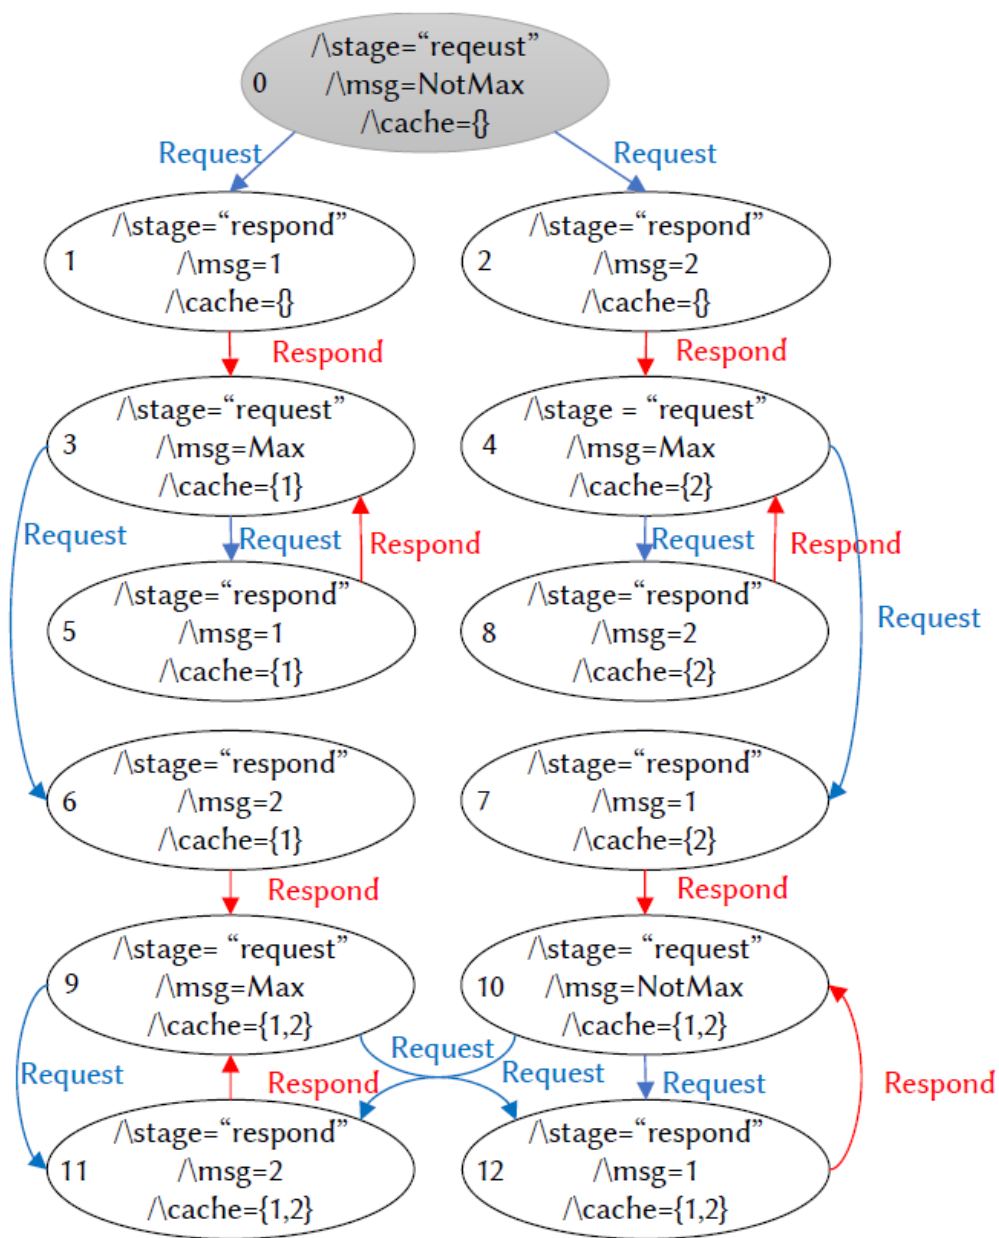 /\stage=“reqeust”
0 /\msg=NotMax
/\cache={}
Request Request
/\stage=“respond”
1 /\msg=1
/\cache={}
/\stage=“respond”
2 /\msg=2
/\cache={}
Respond Respond
/\stage=“request”
3 /\msg=Max
/\cache={1}
/\stage = “request”
4 /\msg=Max
/\cache={2}
Request Request Respond
Request Respond
Request
/\stage=“respond”
5 /\msg=1
/\cache={1}
/\stage=“respond”
8 /\msg=2
/\cache={2}
/\stage=“respond”
6 /\msg=2
/\cache={1}
/\stage=“respond”
7 /\msg=1
/\cache={2}
Respond Respond
/\stage= “request”
9 /\msg=Max
/\cache={1,2}
/\stage= “request”
10 /\msg=NotMax
/\cache={1,2}
Request Respond Request Request Request Respond
/\stage=“respond”
11 /\msg=2
/\cache={1,2}
/\stage=“respond”
12 /\msg=1
/\cache={1,2}